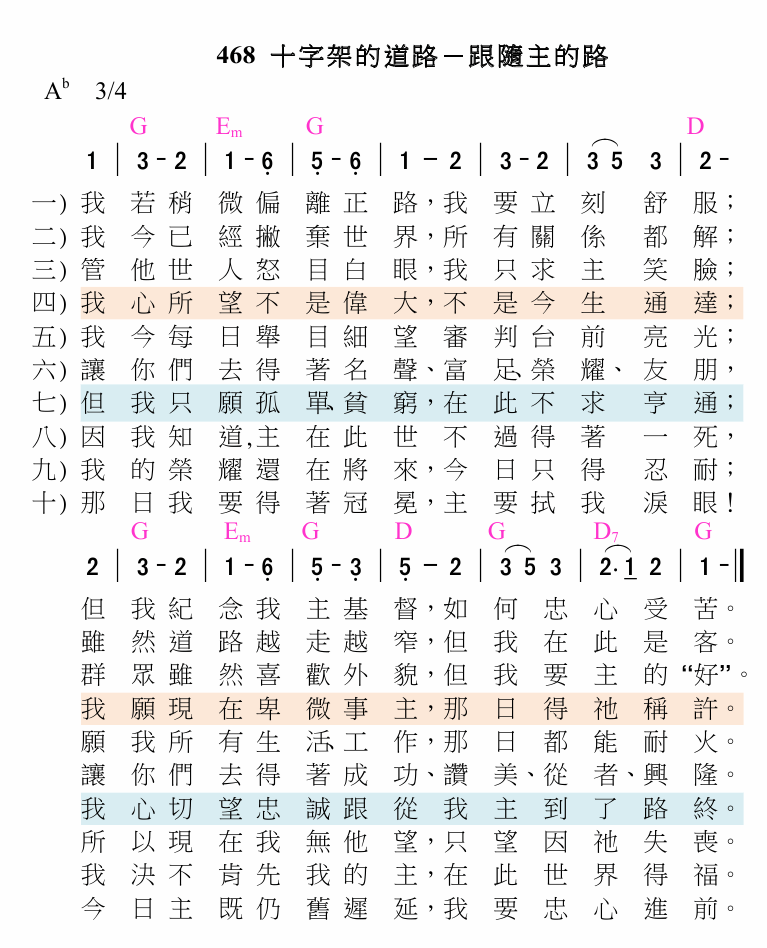 468 十字架的道路－跟隨主的路
A♭ 3/4
G Em G D
1 | 3 - 2 | 1 - 6̣ | 5̣ - 6̣ | 1 － 2 | 3 - 2 | 3 5 3 | 2 -
一) 我若稍微偏離正路，我要立刻舒服；
二) 我今已經撇棄世界，所有關係都解；
三) 管他世人怒目白眼，我只求主笑臉；
四) 我心所望不是偉大，不是今生通達；
五) 我今每日舉目細望審判台前亮光；
六) 讓你們去得著名聲、富足、榮耀、友朋，
七) 但我只願孤單、貧窮，在此不求亨通；
八) 因我知道,主在此世不過得著一死，
九) 我的榮耀還在將來，今日只得忍耐；
十) 那日我要得著冠冕，主要拭我淚眼！
G Em G D G D7 G
2 | 3 - 2 | 1 - 6̣ | 5̣ - 3̣ | 5̣ － 2 | 3 5 3 | 2. 1 2 | 1 - ‖
但我紀念我主基督，如何忠心受苦。
雖然道路越走越窄，但我在此是客。
群眾雖然喜歡外貌，但我要主的“好”。
我願現在卑微事主，那日得祂稱許。
願我所有生活、工作，那日都能耐火。
讓你們去得著成功、讚美、從者、興隆。
我心切望忠誠跟從我主到了路終。
所以現在我無他望，只望因祂失喪。
我決不肯先我的主，在此世界得福。
今日主既仍舊遲延，我要忠心進前。